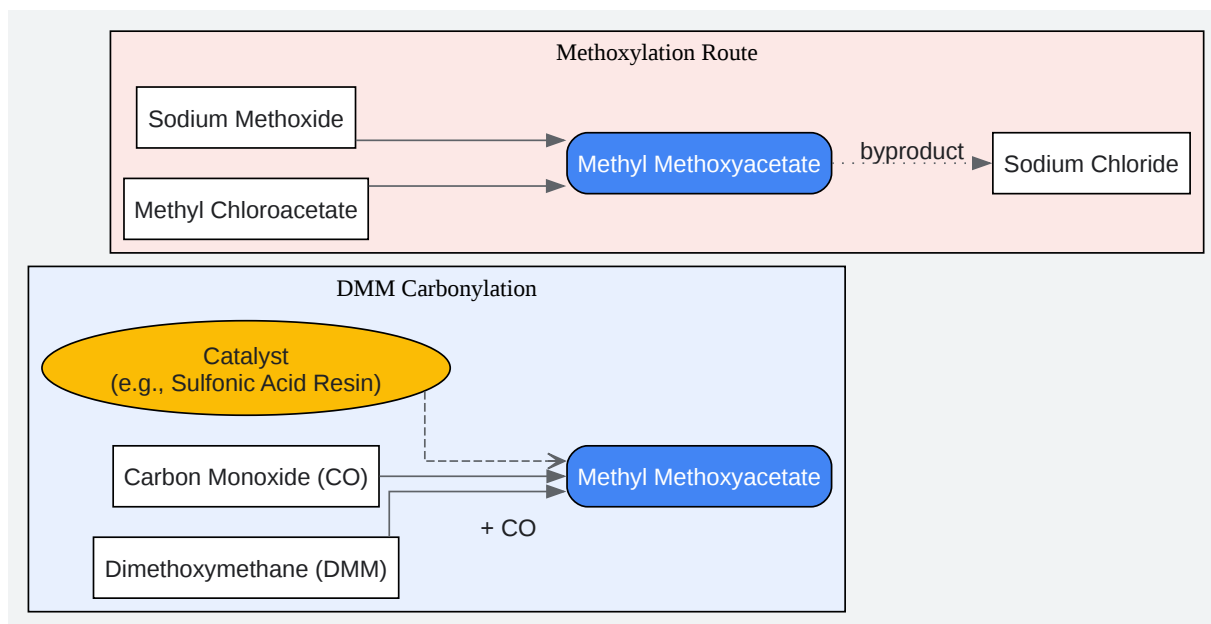 Methoxylation Route
Sodium Methoxide
Methyl Chloroacetate
Methyl Methoxyacetate
byproduct
Sodium Chloride
DMM Carbonylation
Catalyst
(e.g., Sulfonic Acid Resin)
Carbon Monoxide (CO)
Methyl Methoxyacetate
+ CO
Dimethoxymethane (DMM)